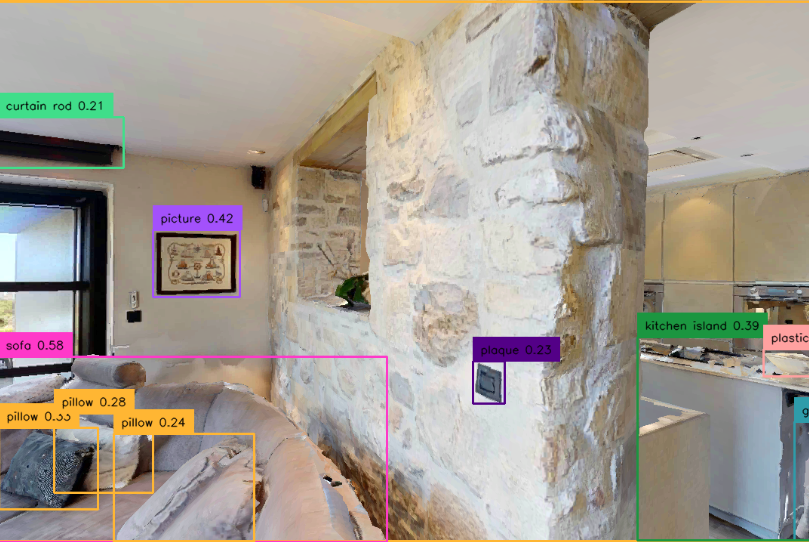 curtain rod 0.21
picture 0.42
sofa 0.58
plaque 0.23
kitchen island 0.39
plastic
pillow 0.28
pillow 0.33
pillow 0.24
g